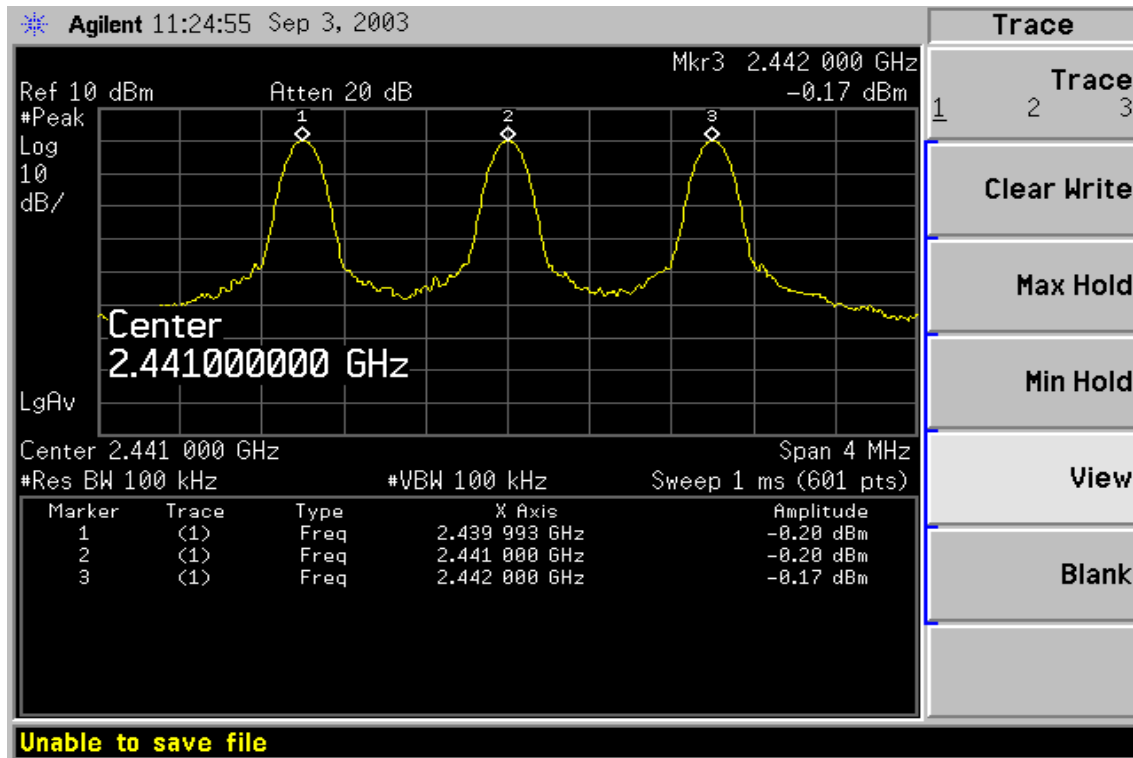 Agilent 11:24:55 Sep 3, 2003
Trace
Mkr3 2.442 000 GHz
Ref 10 dBm Atten 20 dB -0.17 dBm
#Peak
Log
10
dB/
1 2 3
Center
2.441000000 GHz
LgAv
Center 2.441 000 GHz Span 4 MHz
#Res BW 100 kHz #VBW 100 kHz Sweep 1 ms (601 pts)
Marker Trace Type X Axis Amplitude
1 (1) Freq 2.439 993 GHz -0.20 dBm
2 (1) Freq 2.441 000 GHz -0.20 dBm
3 (1) Freq 2.442 000 GHz -0.17 dBm
Trace
1 2 3
Clear Write
Max Hold
Min Hold
View
Blank
Unable to save file